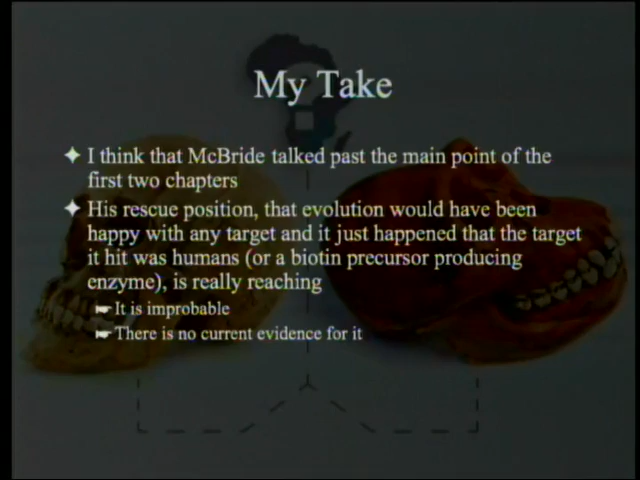 My Take
I think that McBride talked past the main point of the
first two chapters
His rescue position, that evolution would have been
happy with any target and it just happened that the target
it hit was humans (or a biotin precursor producing
enzyme), is really reaching
It is improbable
There is no current evidence for it